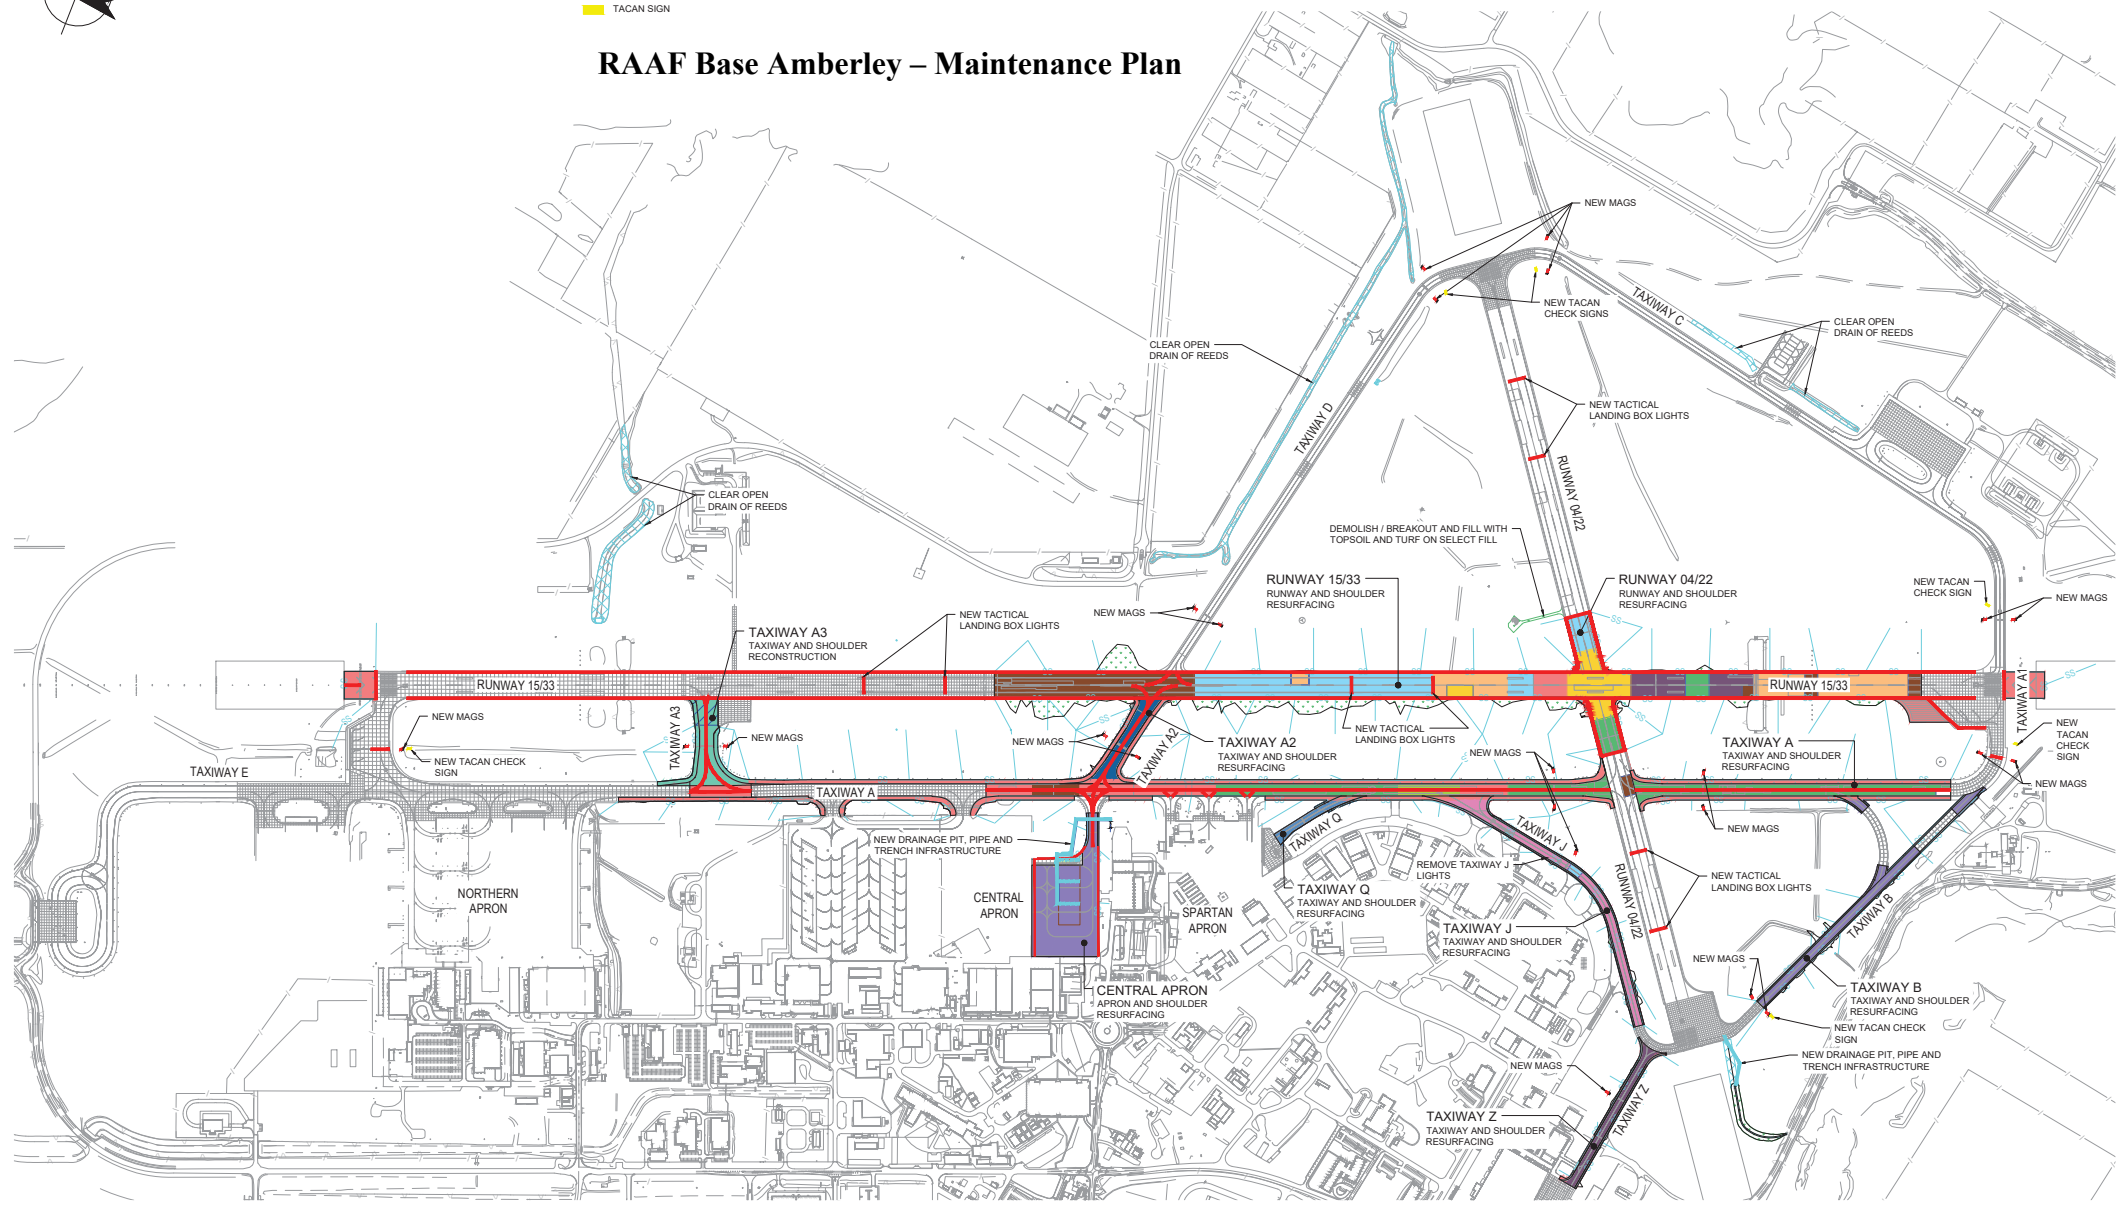 TACAN SIGN
RAAF Base Amberley – Maintenance Plan
NEW MAGS
NEW TACAN
CHECK SIGNS
TAXIWAY C
CLEAR OPEN
DRAIN OF REEDS
CLEAR OPEN
DRAIN OF REEDS
TAXIWAY D
NEW TACTICAL
LANDING BOX LIGHTS
RUNWAY 04/22
CLEAR OPEN
DRAIN OF REEDS
DEMOLISH / BREAKOUT AND FILL WITH
TOPSOIL AND TURF ON SELECT FILL
RUNWAY 15/33
RUNWAY AND SHOULDER
RESURFACING
RUNWAY 04/22
RUNWAY AND SHOULDER
RESURFACING
NEW TACAN
CHECK SIGN
NEW MAGS
NEW TACTICAL
LANDING BOX LIGHTS
NEW MAGS
TAXIWAY A3
TAXIWAY AND SHOULDER
RECONSTRUCTION
RUNWAY 15/33
RUNWAY 15/33
TAXIWAY A1
TAXIWAY A3
NEW MAGS
NEW MAGS
NEW MAGS
TAXIWAY A2
TAXIWAY A2
TAXIWAY AND SHOULDER
RESURFACING
NEW TACTICAL
LANDING BOX LIGHTS
NEW MAGS
TAXIWAY A
TAXIWAY AND SHOULDER
RESURFACING
NEW
TACAN
CHECK
SIGN
NEW TACAN CHECK
SIGN
TAXIWAY E
NEW MAGS
TAXIWAY A
NEW MAGS
NEW DRAINAGE PIT, PIPE AND
TRENCH INFRASTRUCTURE
TAXIWAY Q
TAXIWAY J
REMOVE TAXIWAY J
LIGHTS
NEW TACTICAL
LANDING BOX LIGHTS
NORTHERN
APRON
CENTRAL
APRON
SPARTAN
APRON
TAXIWAY Q
TAXIWAY AND SHOULDER
RESURFACING
RUNWAY 04/22
TAXIWAY B
TAXIWAY J
TAXIWAY AND SHOULDER
RESURFACING
NEW MAGS
CENTRAL APRON
APRON AND SHOULDER
RESURFACING
TAXIWAY B
TAXIWAY AND SHOULDER
RESURFACING
NEW TACAN CHECK
SIGN
NEW DRAINAGE PIT, PIPE AND
TRENCH INFRASTRUCTURE
NEW MAGS
TAXIWAY Z
TAXIWAY Z
TAXIWAY AND SHOULDER
RESURFACING